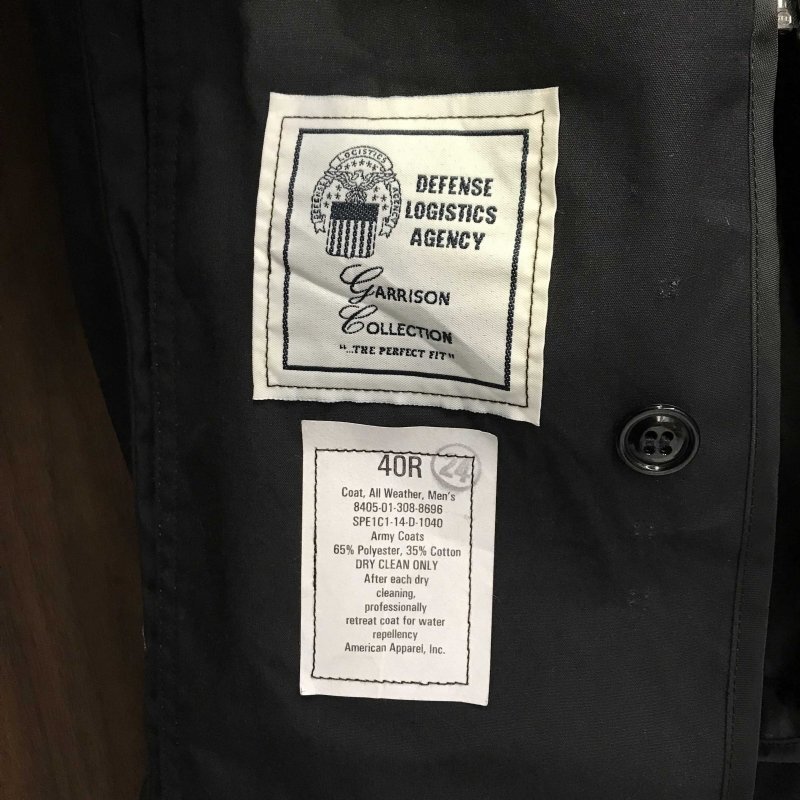 LOGISTICS
DEFENSE
AGENCY
DEFENSE
LOGISTICS
AGENCY
GARRISON
COLLECTION
"...THE PERFECT FIT"
40R 24
Coat, All Weather, Men's
8405-01-308-8696
SPE1C1-14-D-1040
Army Coats
65% Polyester, 35% Cotton
DRY CLEAN ONLY
After each dry
cleaning,
professionally
retreat coat for water
repellency
American Apparel, Inc.